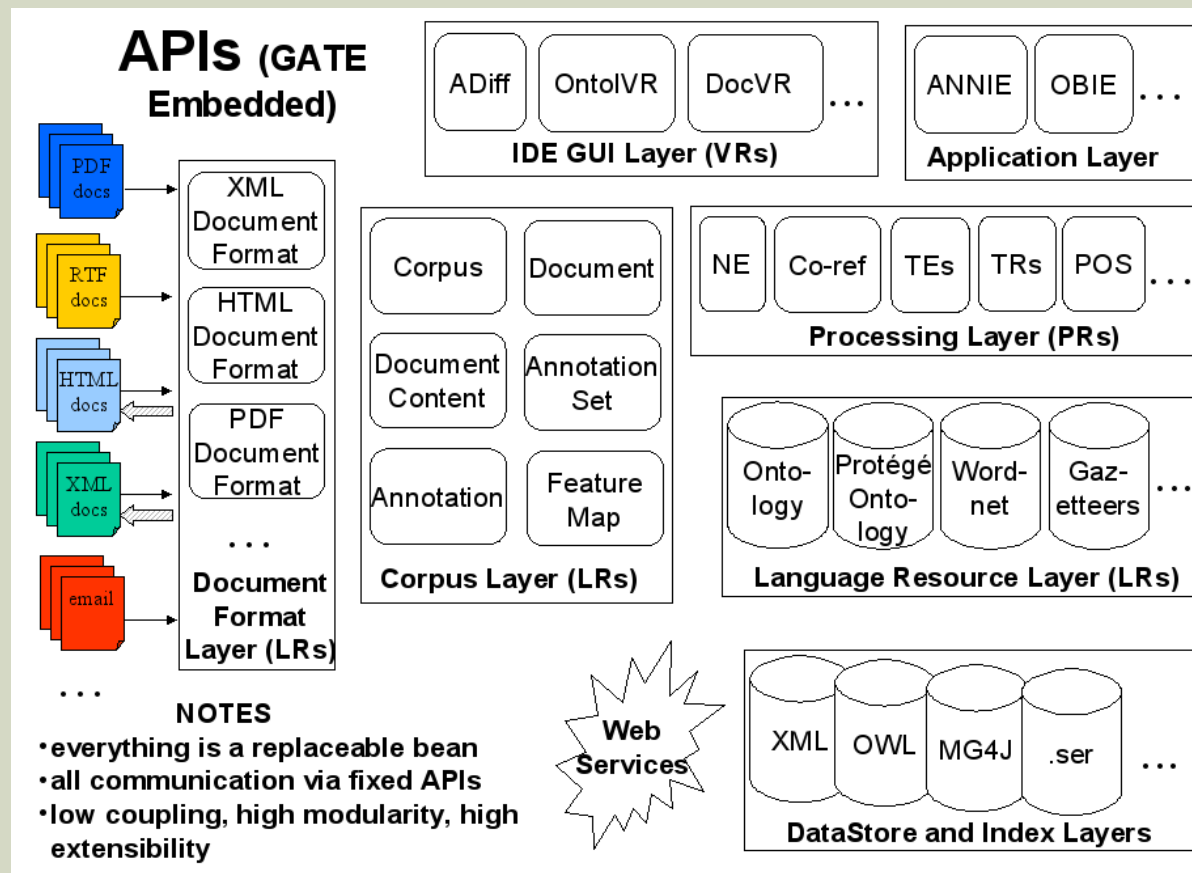 APIs (GATE
Embedded)
PDF
docs
RTF
docs
HTML
docs
XML
docs
email
...
XML
Document
Format
HTML
Document
Format
PDF
Document
Format
...
Document
Format
Layer (LRs)
ADiff
OntolVR
DocVR
...
IDE GUI Layer (VRs)
ANNIE
OBIE
...
Application Layer
Corpus
Document
Document
Content
Annotation
Set
Annotation
Feature
Map
Corpus Layer (LRs)
NE
Co-ref
TEs
TRs
POS
...
Processing Layer (PRs)
Onto-
logy
Protégé
Onto-
logy
Word-
net
Gaz-
etteers
...
Language Resource Layer (LRs)
Web
Services
XML
OWL
MG4J
.ser
...
DataStore and Index Layers
NOTES
•everything is a replaceable bean
•all communication via fixed APIs
•low coupling, high modularity, high
extensibility